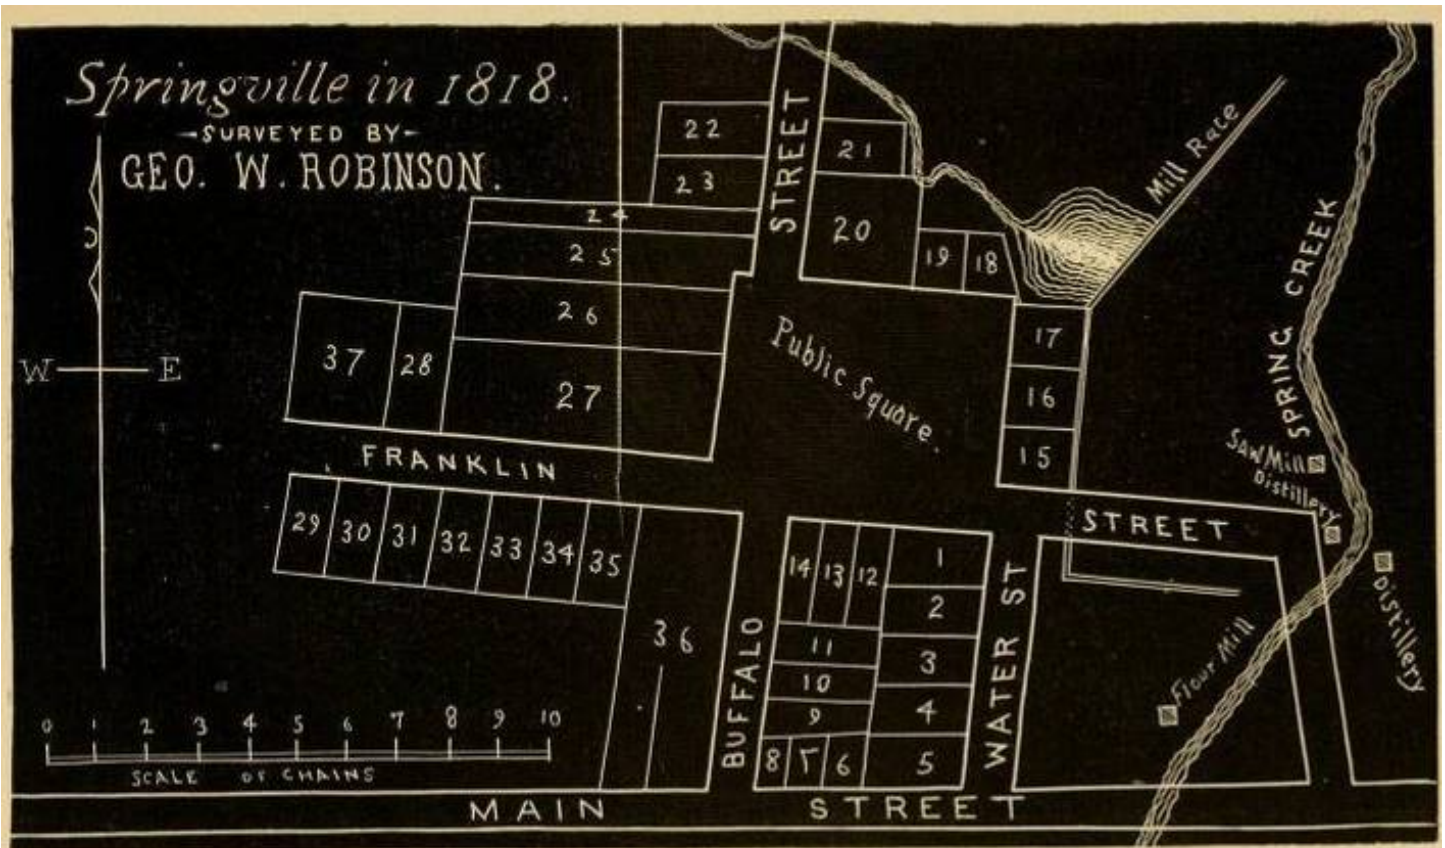 Springville in 1818.
SURVEYED BY
GEO. W. ROBINSON.
W E
22
23
24
25
26
27
37
28
STREET
21
20
19
18
Mill Race
SPRING CREEK
Public Square.
17
16
15
Saw Mill
Distillery
Distillery
Flour Mill
FRANKLIN
STREET
29
30
31
32
33
34
35
36
14
13
12
11
10
9
8
7
6
1
2
3
4
5
BUFFALO
WATER ST
0 1 2 3 4 5 6 7 8 9 10
SCALE OF CHAINS
MAIN STREET